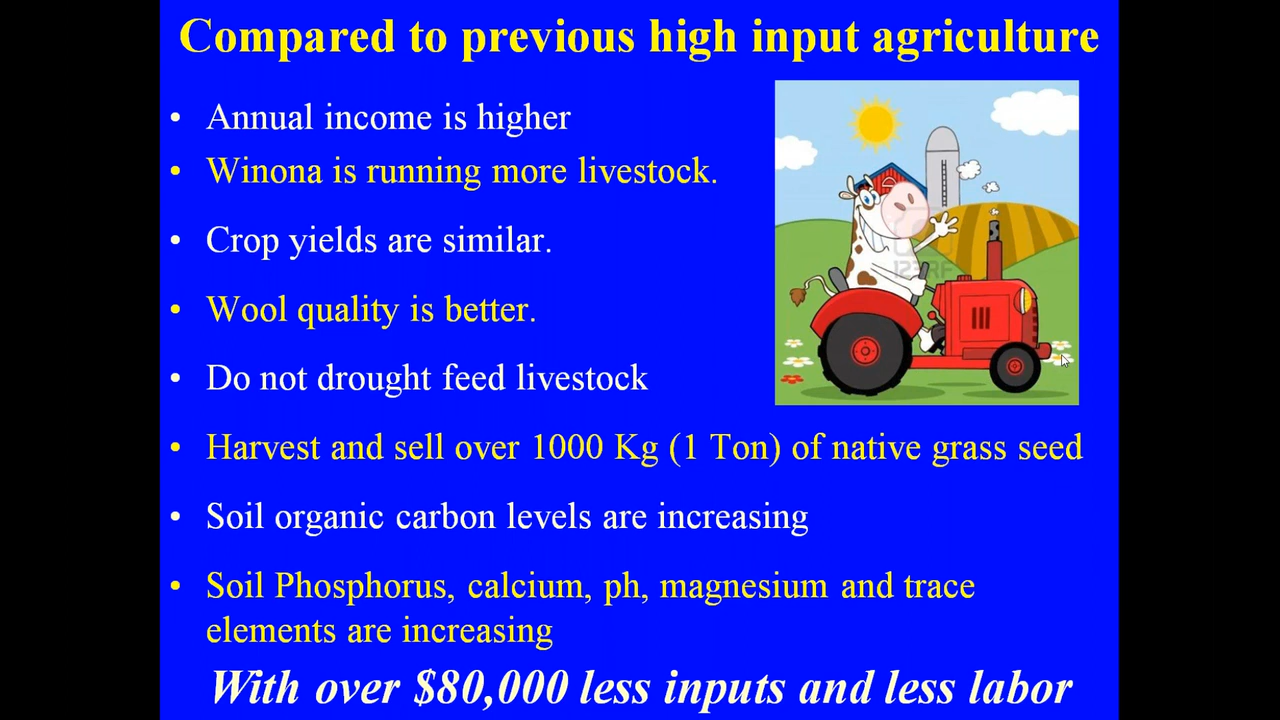 Compared to previous high input agriculture
• Annual income is higher
• Winona is running more livestock.
• Crop yields are similar.
• Wool quality is better.
• Do not drought feed livestock
• Harvest and sell over 1000 Kg (1 Ton) of native grass seed
• Soil organic carbon levels are increasing
• Soil Phosphorus, calcium, ph, magnesium and trace
elements are increasing
With over $80,000 less inputs and less labor
123RF